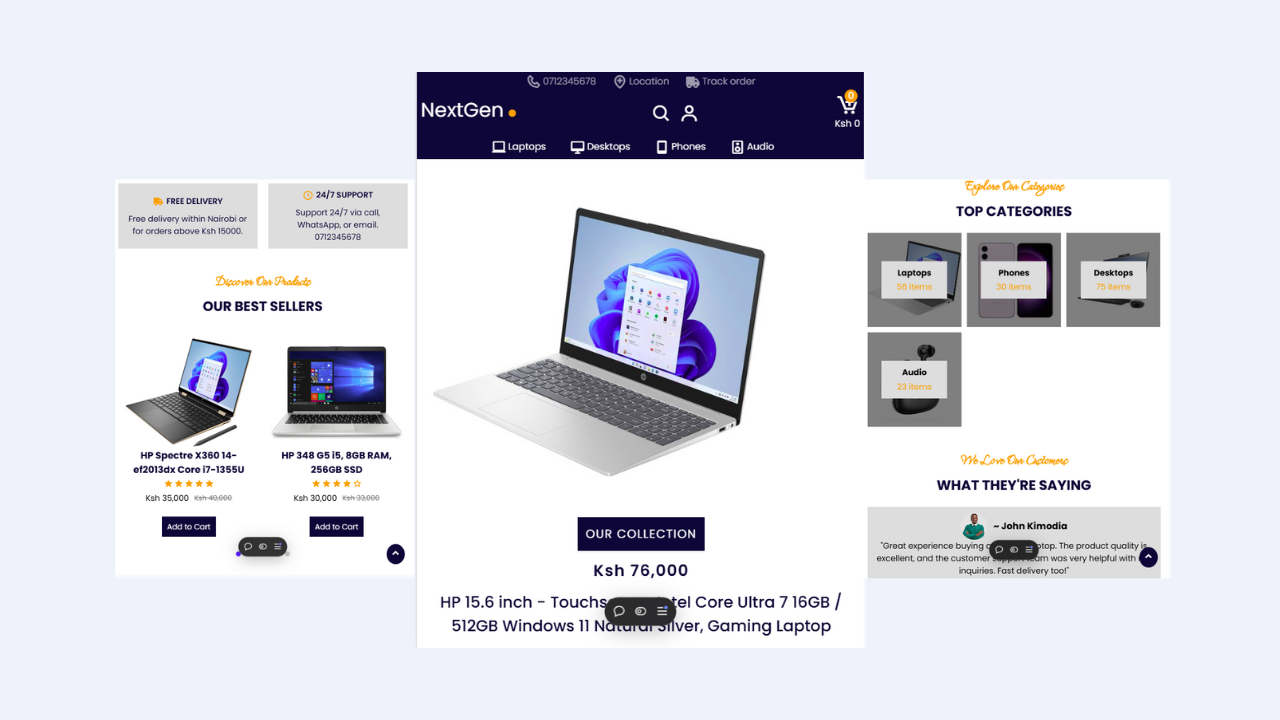 FREE DELIVERY
Free delivery within Nairobi or
for orders above Ksh 15000.
24/7 SUPPORT
Support 24/7 via call,
WhatsApp, or email.
0712345678
Discover Our Products
OUR BEST SELLERS
HP Spectre X360 14-
ef2013dx Core i7-1355U
Ksh 35,000 Ksh 40,000
Add to Cart
HP 348 G5 i5, 8GB RAM,
256GB SSD
Ksh 30,000 Ksh 33,000
Add to Cart
0712345678 Location Track order
NextGen
0
Ksh 0
Laptops Desktops Phones Audio
OUR COLLECTION
Ksh 76,000
HP 15.6 inch - Touchs tel Core Ultra 7 16GB /
512GB Windows 11 Natural Silver, Gaming Laptop
Explore Our Categories
TOP CATEGORIES
Laptops
56 items
Phones
30 items
Desktops
75 items
Audio
23 items
We Love Our Customers
WHAT THEY'RE SAYING
~ John Kimodia
"Great experience buying top. The product quality is
excellent, and the customer support team was very helpful with
inquiries. Fast delivery too!"